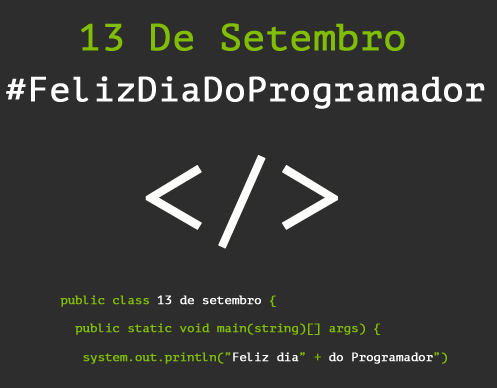 13 De Setembro
#FelizDiaDoProgramador
</>
public class 13 de setembro {
public static void main(string)[] args) {
system.out.println("Feliz dia" + do Programador")